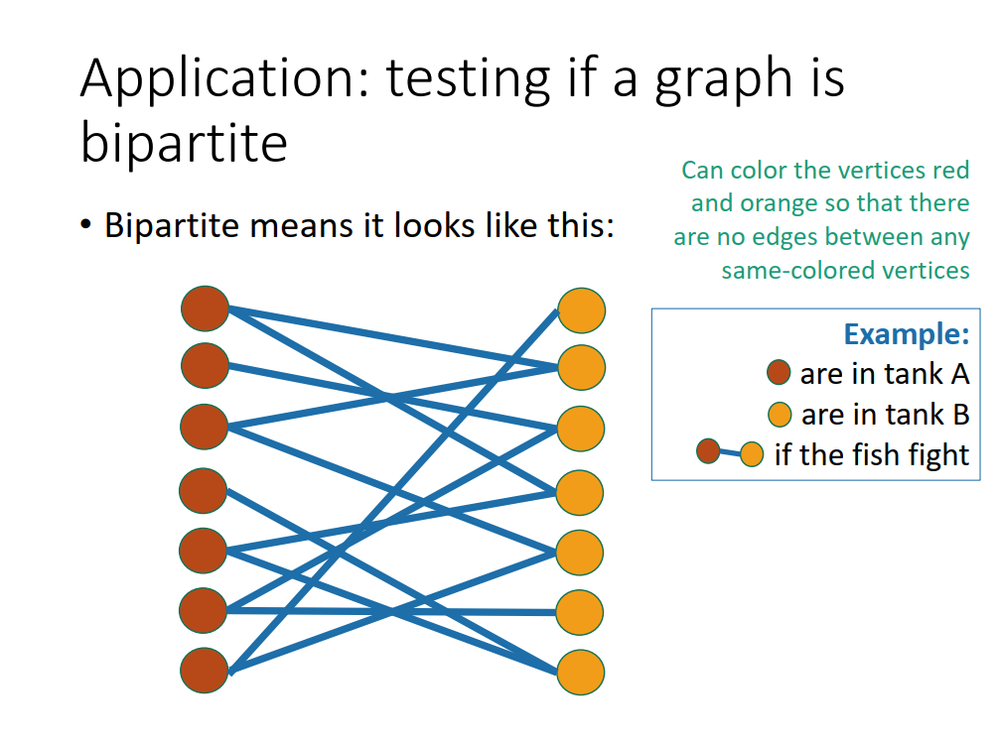 Application: testing if a graph is
bipartite
• Bipartite means it looks like this:
Can color the vertices red
and orange so that there
are no edges between any
same-colored vertices
Example:
are in tank A
are in tank B
if the fish fight